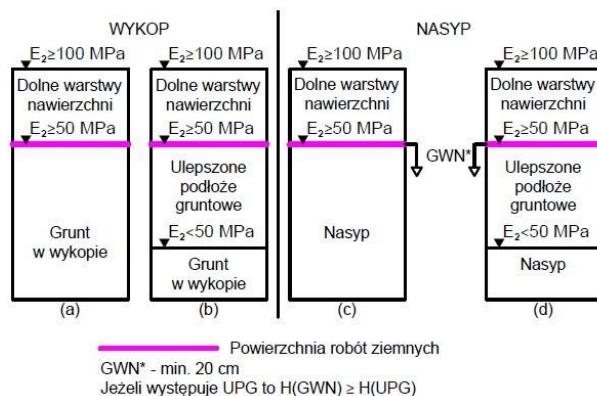 WYKOP NASYP
E₂≥100 MPa E₂≥100 MPa E₂≥100 MPa E₂≥100 MPa
Dolne warstwy Dolne warstwy Dolne warstwy Dolne warstwy
nawierzchni nawierzchni nawierzchni nawierzchni
E₂≥50 MPa E₂≥50 MPa E₂≥50 MPa E₂≥50 MPa
GWN*
Ulepszone Ulepszone
podłoże podłoże
gruntowe gruntowe
Grunt Nasyp
w wykopie
E₂<50 MPa E₂<50 MPa
Grunt Nasyp
w wykopie
(a) (b) (c) (d)
Powierzchnia robót ziemnych
GWN* - min. 20 cm
Jeżeli występuje UPG to H(GWN) ≥ H(UPG)